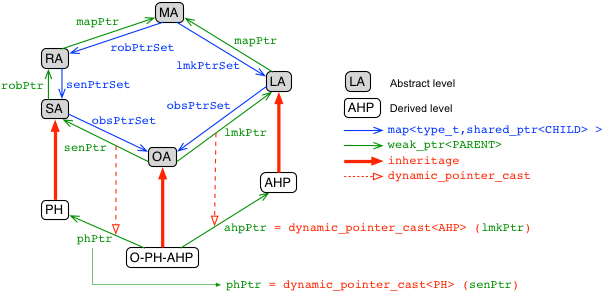 MA
mapPtr
mapPtr
robPtrSet
RA
lmkPtrSet
robPtr
senPtrSet
LA
SA
obsPtrSet
obsPtrSet
senPtr
lmkPtr
OA
AHP
PH
phPtr
O-PH-AHP
ahpPtr = dynamic_pointer_cast<AHP> (lmkPtr)
phPtr = dynamic_pointer_cast<PH> (senPtr)
LA Abstract level
AHP Derived level
map<type_t,shared_ptr<CHILD> >
weak_ptr<PARENT>
inheritage
dynamic_pointer_cast